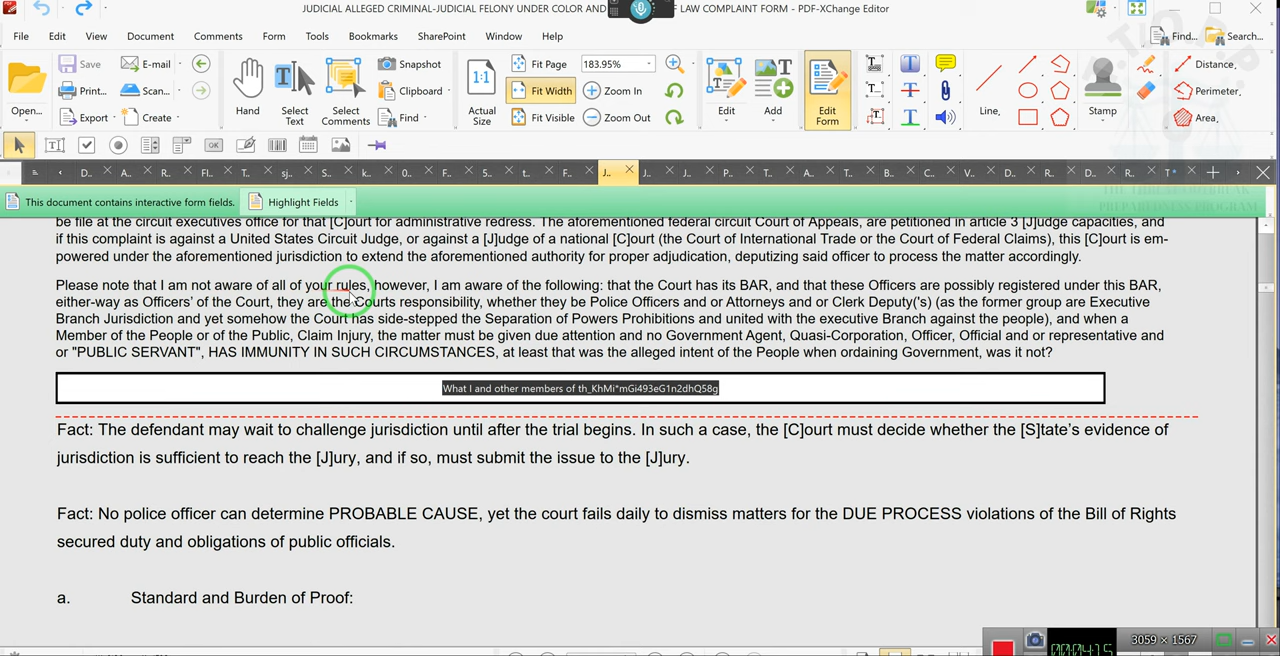 JUDICIAL ALLEGED CRIMINAL-JUDICIAL FELONY UNDER COLOR AND OF LAW COMPLAINT FORM - PDF-XChange Editor
File Edit View Document Comments Form Tools Bookmarks SharePoint Window Help Find... Search...
Save E-mail Snapshot Fit Page 183.95% Distance,
Open... Print... Scan... Hand Select Text Select Comments Clipboard Actual Size Fit Width Zoom In Edit Add Edit Form Line, Stamp Perimeter,
Export Create Find Fit Visible Zoom Out Area,
OK
D.. A.. R.. Fl.. T.. sj.. S.. k.. 0.. F.. 5.. t.. F.. J.. J.. J.. P.. T.. A.. T.. B.. C.. V.. D.. R.. D.. R.. T*
This document contains interactive form fields. Highlight Fields
PREPAREDNESS PROGRAM
be file at the circuit executives office for that [C]ourt for administrative redress. The aforementioned federal circuit Court of Appeals, are petitioned in article 3 [J]udge capacities, and
if this complaint is against a United States Circuit Judge, or against a [J]udge of a national [C]ourt (the Court of International Trade or the Court of Federal Claims), this [C]ourt is em-
powered under the aforementioned jurisdiction to extend the aforementioned authority for proper adjudication, deputizing said officer to process the matter accordingly.
Please note that I am not aware of all of your rules, however, I am aware of the following: that the Court has its BAR, and that these Officers are possibly registered under this BAR,
either-way as Officers' of the Court, they are the Courts responsibility, whether they be Police Officers and or Attorneys and or Clerk Deputy('s) (as the former group are Executive
Branch Jurisdiction and yet somehow the Court has side-stepped the Separation of Powers Prohibitions and united with the executive Branch against the people), and when a
Member of the People or of the Public, Claim Injury, the matter must be given due attention and no Government Agent, Quasi-Corporation, Officer, Official and or representative and
or "PUBLIC SERVANT", HAS IMMUNITY IN SUCH CIRCUMSTANCES, at least that was the alleged intent of the People when ordaining Government, was it not?
What I and other members of th_KhMi*mGi493eG1n2dhQ58g
Fact: The defendant may wait to challenge jurisdiction until after the trial begins. In such a case, the [C]ourt must decide whether the [S]tate's evidence of
jurisdiction is sufficient to reach the [J]ury, and if so, must submit the issue to the [J]ury.
Fact: No police officer can determine PROBABLE CAUSE, yet the court fails daily to dismiss matters for the DUE PROCESS violations of the Bill of Rights
secured duty and obligations of public officials.
a. Standard and Burden of Proof:
3059 × 1567
00:04:15